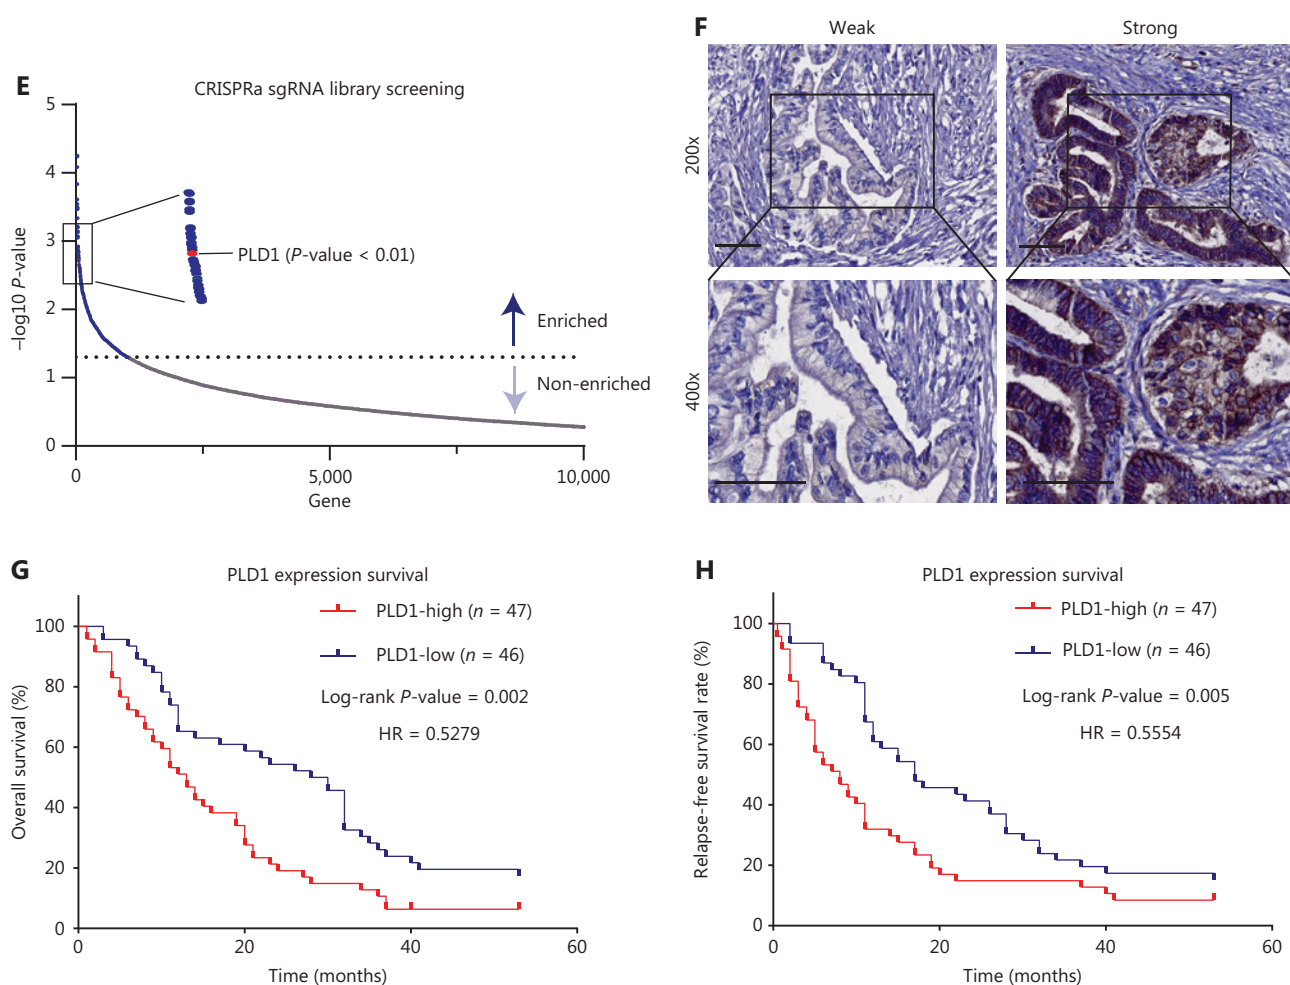 E
CRISPRa sgRNA library screening
5
4
3
2
1
0
–log10 P-value
PLD1 (P-value < 0.01)
Enriched
Non-enriched
0
5,000
10,000
Gene
F
Weak
Strong
200x
400x
G
PLD1 expression survival
PLD1-high (n = 47)
PLD1-low (n = 46)
Log-rank P-value = 0.002
HR = 0.5279
100
80
60
40
20
0
Overall survival (%)
0
20
40
60
Time (months)
H
PLD1 expression survival
PLD1-high (n = 47)
PLD1-low (n = 46)
Log-rank P-value = 0.005
HR = 0.5554
100
80
60
40
20
0
Relapse-free survival rate (%)
0
20
40
60
Time (months)